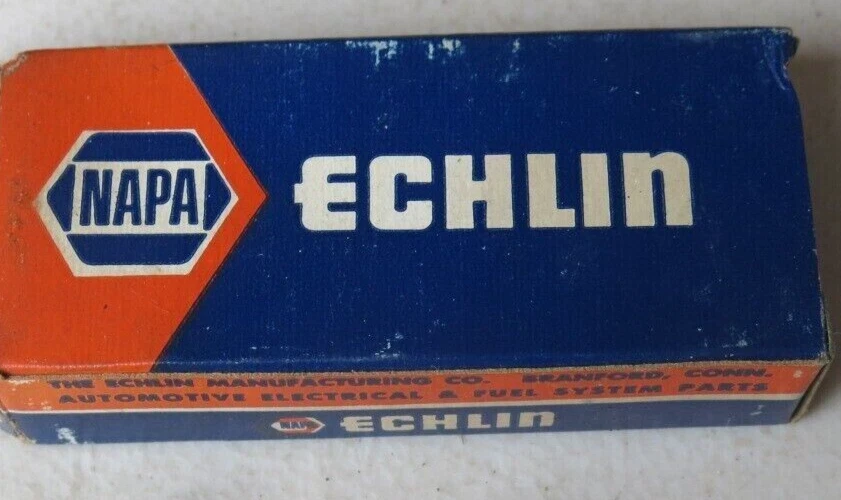 NAPA
ECHLIN
THE ECHLIN MANUFACTURING CO. BRANFORD, CONN.
AUTOMOTIVE ELECTRICAL & FUEL SYSTEM PARTS
NAPA ECHLIN